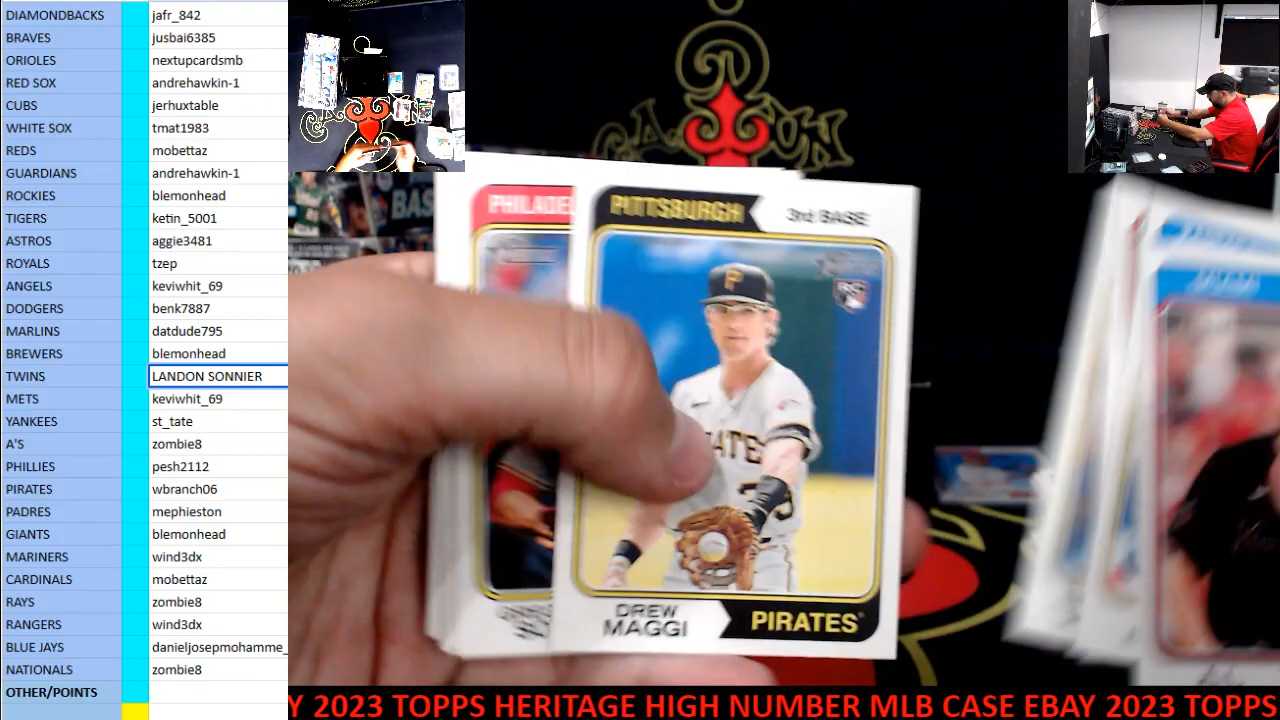 DIAMONDBACKS jafr_842
BRAVES jusbai6385
ORIOLES nextupcardsmb
RED SOX andrehawkin-1
CUBS jerhuxtable
WHITE SOX tmat1983
REDS mobettaz
GUARDIANS andrehawkin-1
ROCKIES blemonhead
TIGERS ketin_5001
ASTROS aggie3481
ROYALS tzep
ANGELS keviwhit_69
DODGERS benk7887
MARLINS datdude795
BREWERS blemonhead
TWINS LANDON SONNIER
METS keviwhit_69
YANKEES st_tate
A'S zombie8
PHILLIES pesh2112
PIRATES wbranch06
PADRES mephieston
GIANTS blemonhead
MARINERS wind3dx
CARDINALS mobettaz
RAYS zombie8
RANGERS wind3dx
BLUE JAYS danieljosepmohamme_
NATIONALS zombie8
OTHER/POINTS
PHILADE
PITTSBURGH
3rd BASE
RC
P
DREW
MAGGI
PIRATES
Y 2023 TOPPS HERITAGE HIGH NUMBER MLB CASE EBAY 2023 TOPPS